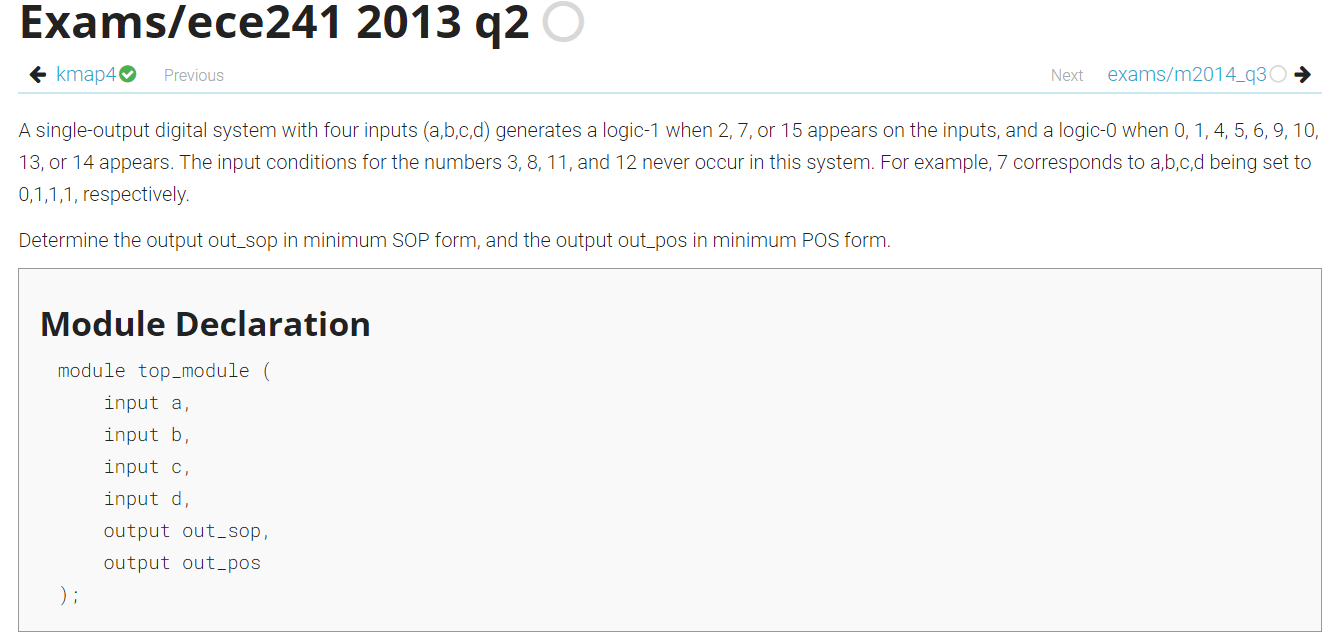 Exams/ece241 2013 q2
kmap4 Previous Next exams/m2014_q3
A single-output digital system with four inputs (a,b,c,d) generates a logic-1 when 2, 7, or 15 appears on the inputs, and a logic-0 when 0, 1, 4, 5, 6, 9, 10,
13, or 14 appears. The input conditions for the numbers 3, 8, 11, and 12 never occur in this system. For example, 7 corresponds to a,b,c,d being set to
0,1,1,1, respectively.
Determine the output out_sop in minimum SOP form, and the output out_pos in minimum POS form.
Module Declaration
module top_module (
    input a,
    input b,
    input c,
    input d,
    output out_sop,
    output out_pos
);